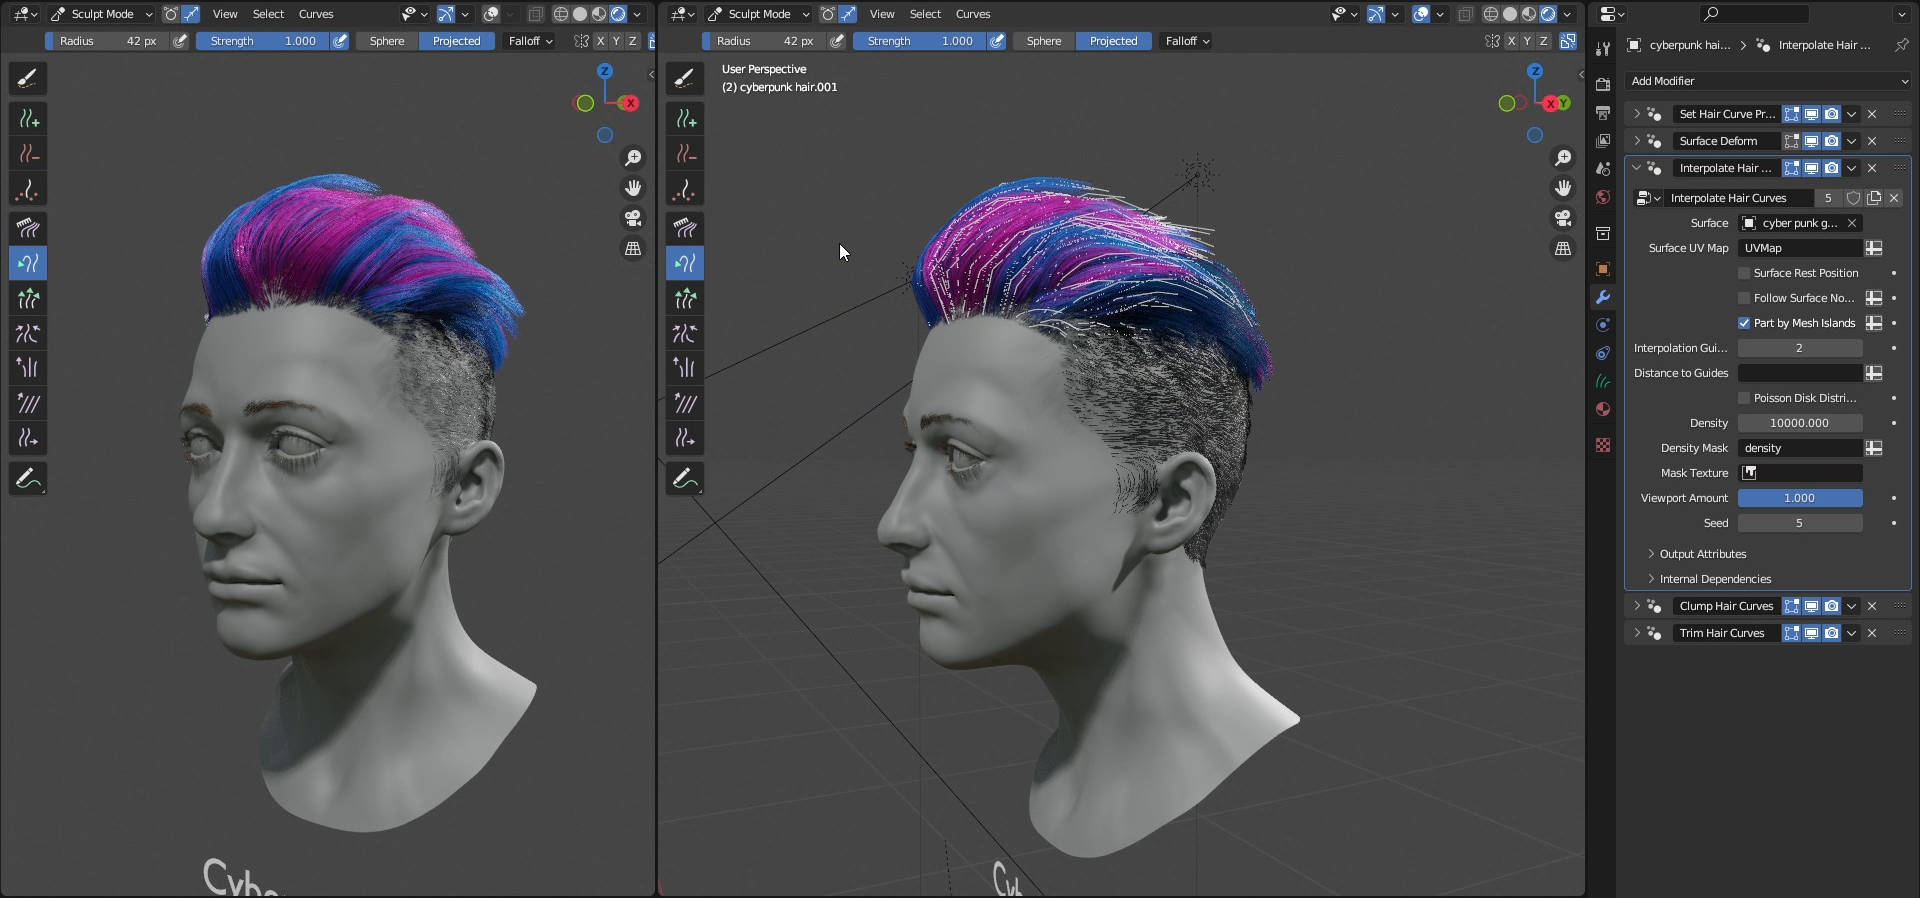 Sculpt Mode View Select Curves
Radius 42 px Strength 1.000 Sphere Projected Falloff X Y Z
Z
X
Cybe
Sculpt Mode View Select Curves
Radius 42 px Strength 1.000 Sphere Projected Falloff X Y Z
User Perspective
(2) cyberpunk hair.001
Z
X Y
Cyb
cyberpunk hai... Interpolate Hair ...
Add Modifier
Set Hair Curve Pr...
Surface Deform
Interpolate Hair ...
Interpolate Hair Curves 5
Surface cyber punk g...
Surface UV Map UVMap
Surface Rest Position
Follow Surface No...
Part by Mesh Islands
Interpolation Gui... 2
Distance to Guides
Poisson Disk Distri...
Density 10000.000
Density Mask density
Mask Texture
Viewport Amount 1.000
Seed 5
Output Attributes
Internal Dependencies
Clump Hair Curves
Trim Hair Curves